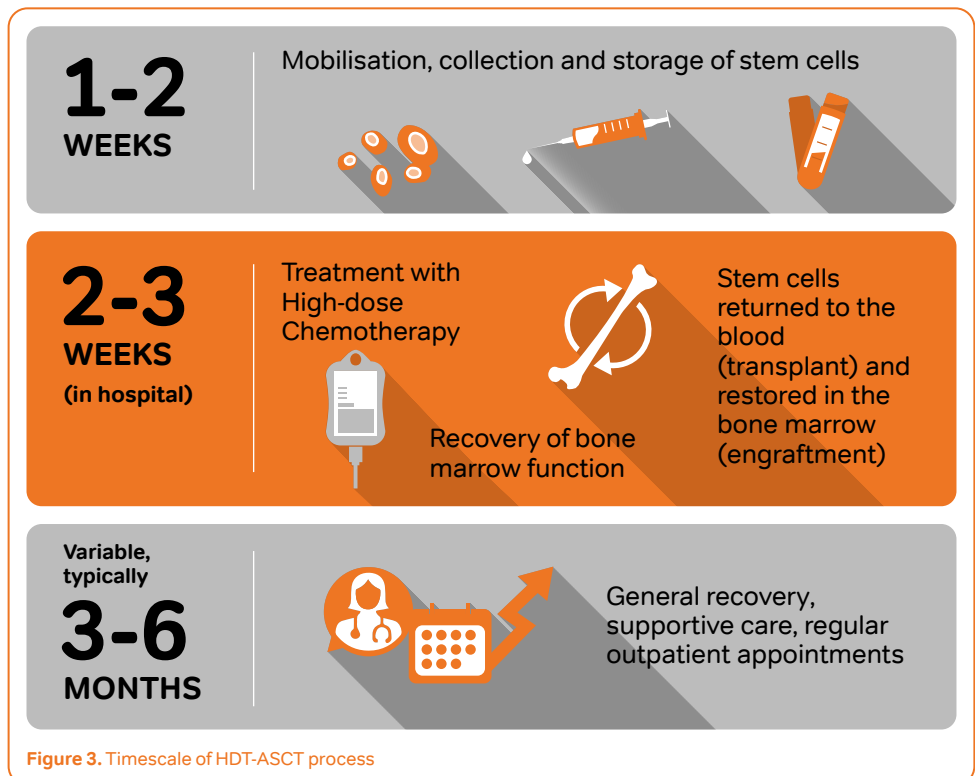 1-2
WEEKS
Mobilisation, collection and storage of stem cells
2-3
WEEKS
(in hospital)
Treatment with
High-dose
Chemotherapy
Recovery of bone
marrow function
Stem cells
returned to the
blood
(transplant) and
restored in the
bone marrow
(engraftment)
Variable,
typically
3-6
MONTHS
General recovery,
supportive care, regular
outpatient appointments
Figure 3. Timescale of HDT-ASCT process